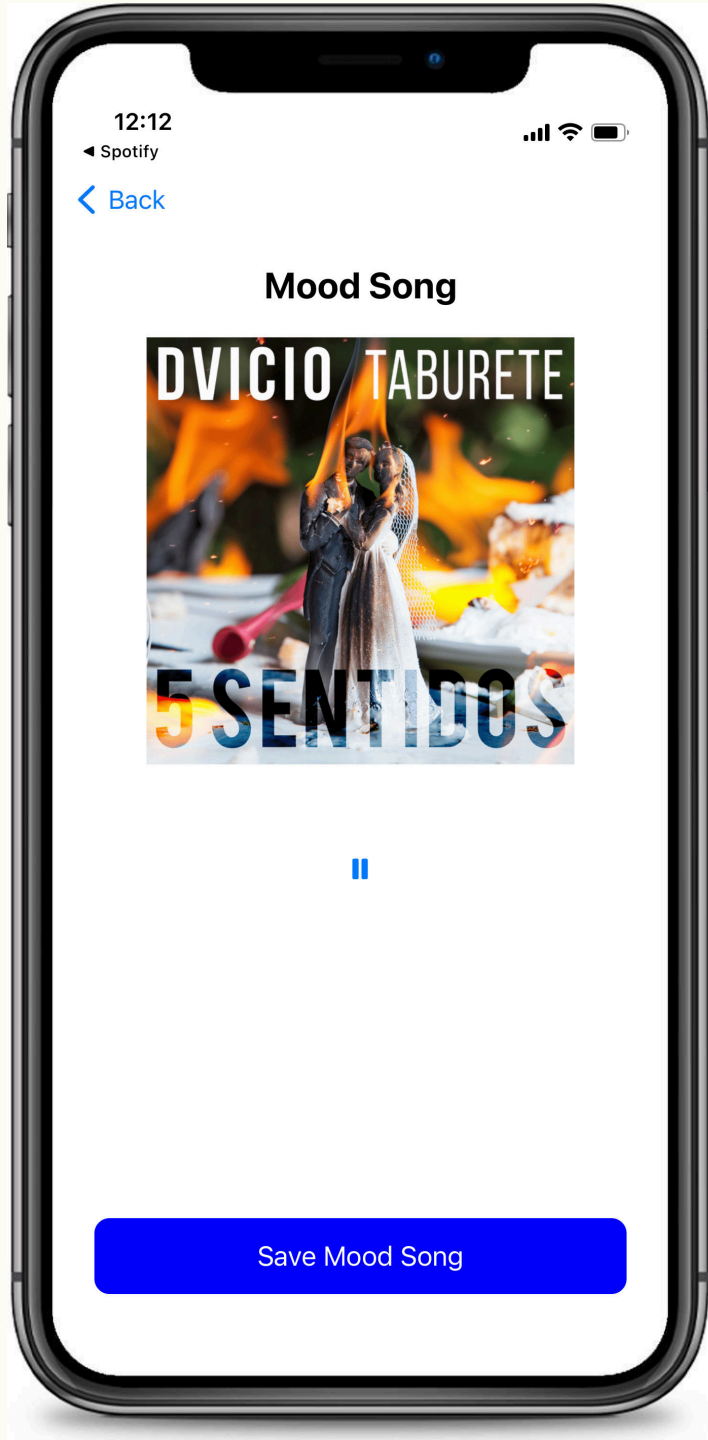 12:12
◀ Spotify
Back
Mood Song
DVICIO TABURETE
5 SENTIDOS
Save Mood Song